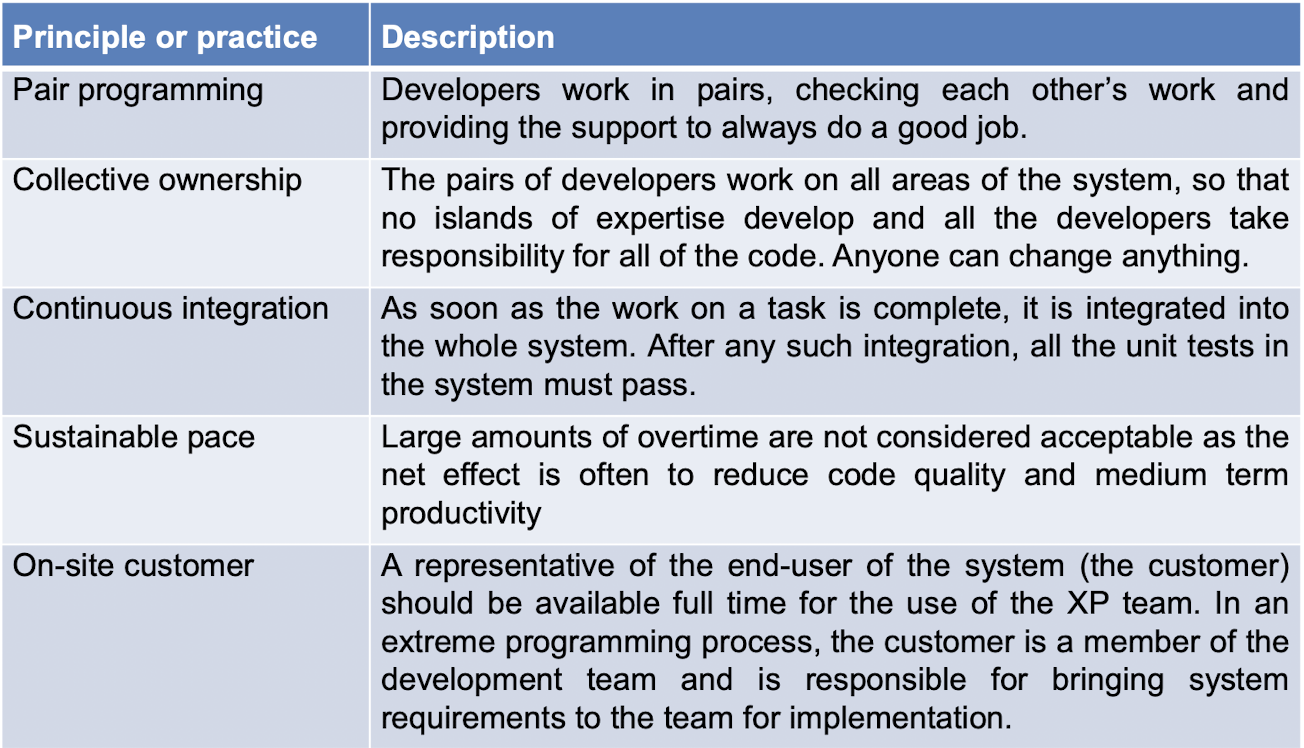 Principle or practice Description
Pair programming Developers work in pairs, checking each other’s work and
providing the support to always do a good job.
Collective ownership The pairs of developers work on all areas of the system, so that
no islands of expertise develop and all the developers take
responsibility for all of the code. Anyone can change anything.
Continuous integration As soon as the work on a task is complete, it is integrated into
the whole system. After any such integration, all the unit tests in
the system must pass.
Sustainable pace Large amounts of overtime are not considered acceptable as the
net effect is often to reduce code quality and medium term
productivity
On-site customer A representative of the end-user of the system (the customer)
should be available full time for the use of the XP team. In an
extreme programming process, the customer is a member of the
development team and is responsible for bringing system
requirements to the team for implementation.